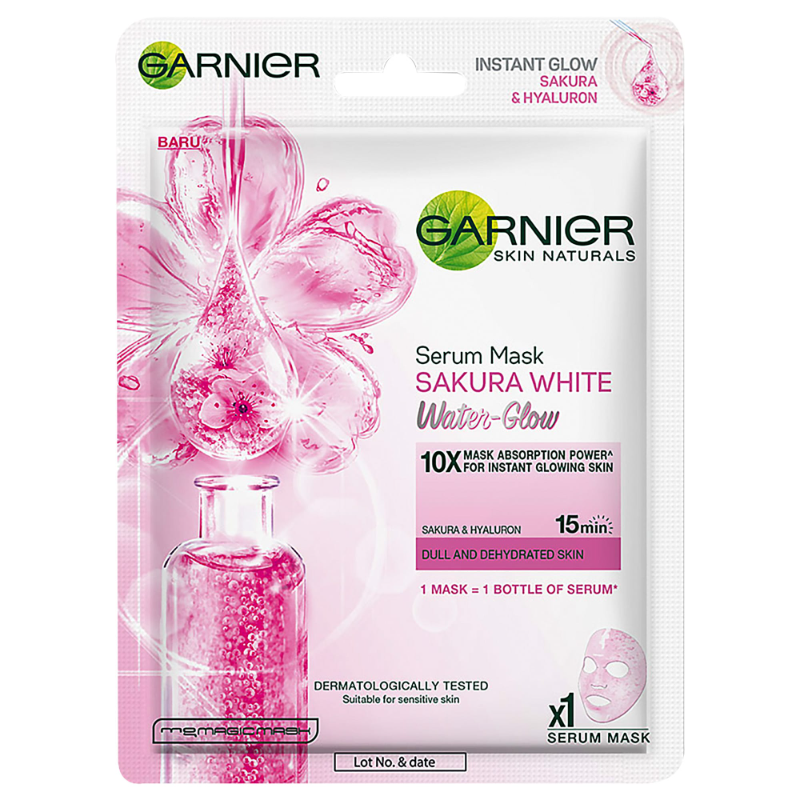 GARNIER
INSTANT GLOW
SAKURA
& HYALURON
BARU
GARNIER
SKIN NATURALS
Serum Mask
SAKURA WHITE
Water-Glow
10X MASK ABSORPTION POWER^
FOR INSTANT GLOWING SKIN
SAKURA & HYALURON 15min
DULL AND DEHYDRATED SKIN
1 MASK = 1 BOTTLE OF SERUM*
DERMATOLOGICALLY TESTED
Suitable for sensitive skin
x1
SERUM MASK
Lot No. & date